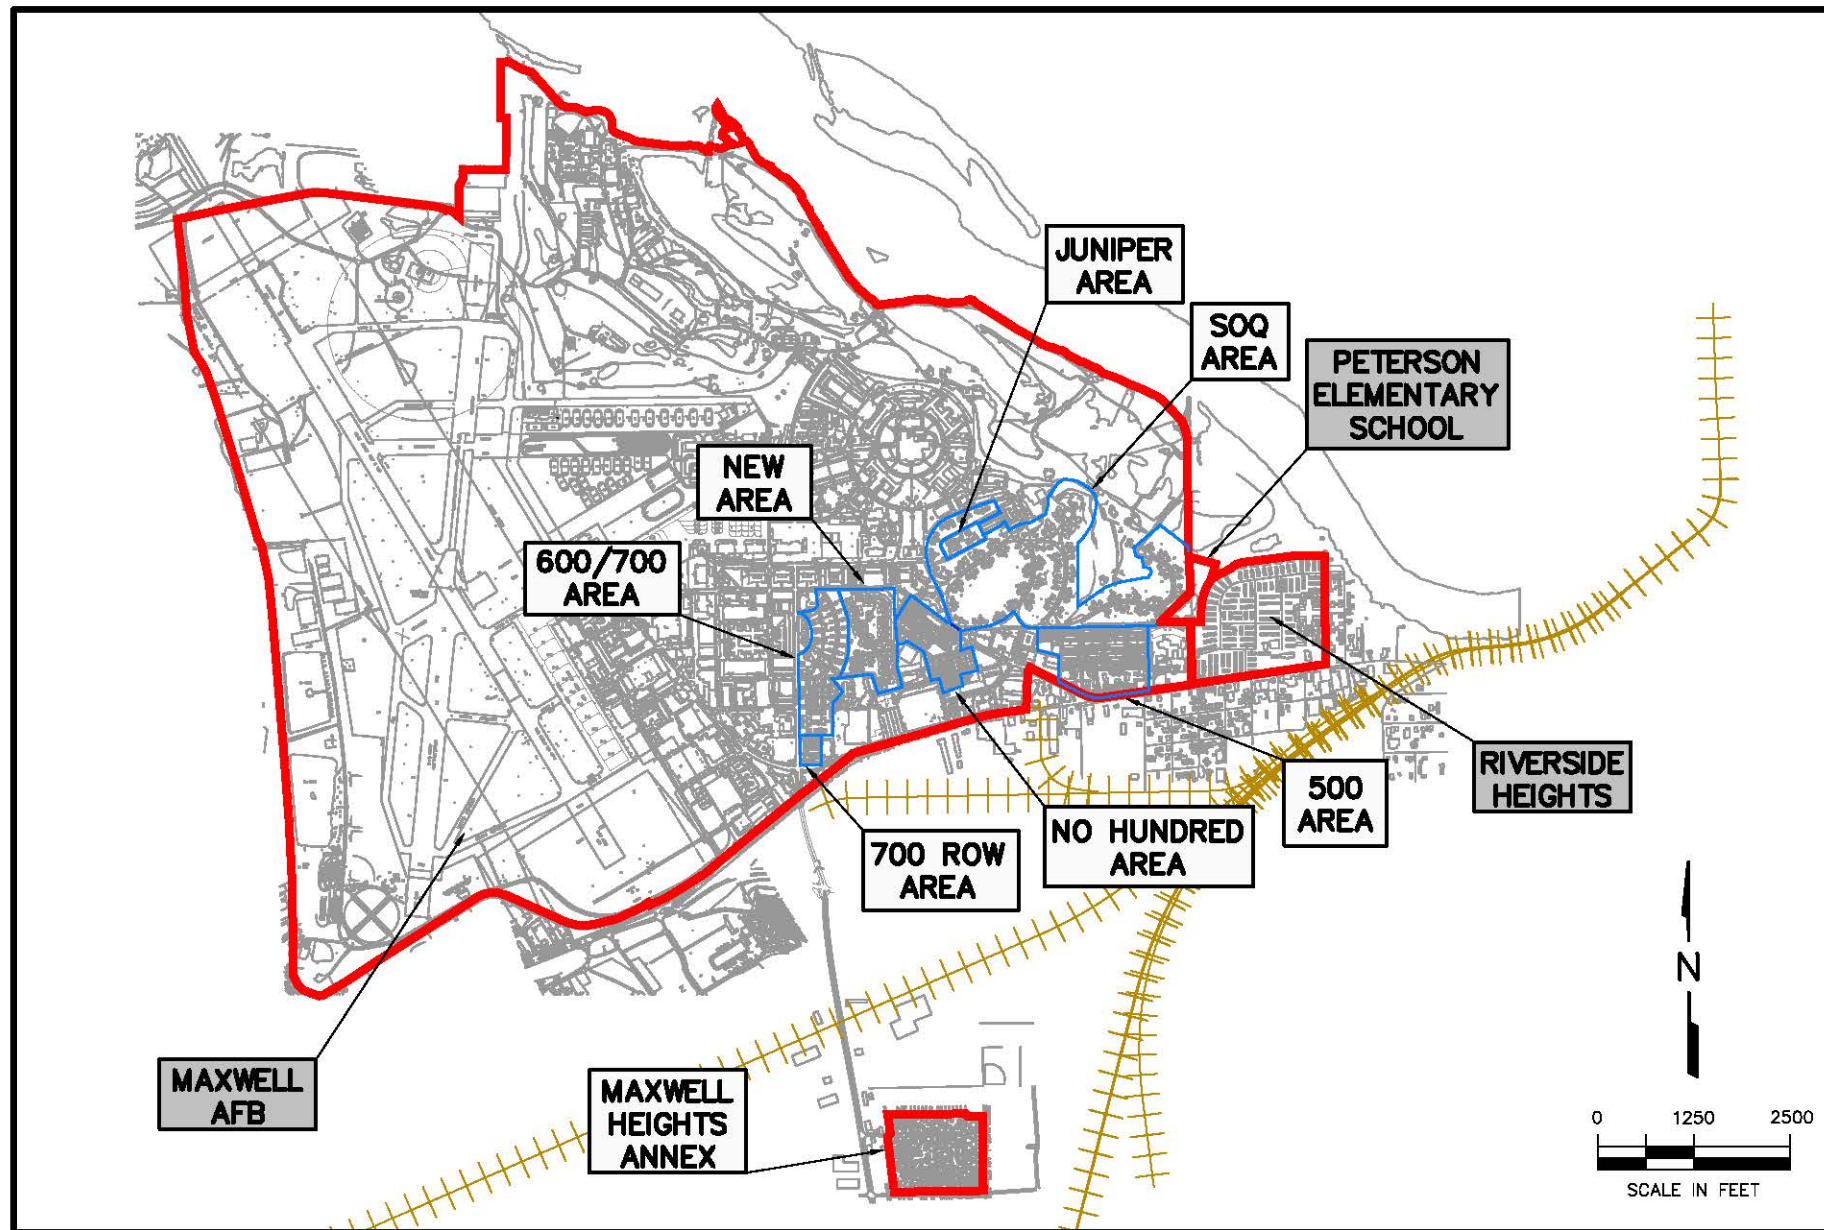 JUNIPER
AREA
SOQ
AREA
PETERSON
ELEMENTARY
SCHOOL
NEW
AREA
600/700
AREA
RIVERSIDE
HEIGHTS
500
AREA
NO HUNDRED
AREA
700 ROW
AREA
N
MAXWELL
AFB
MAXWELL
HEIGHTS
ANNEX
0 1250 2500
SCALE IN FEET